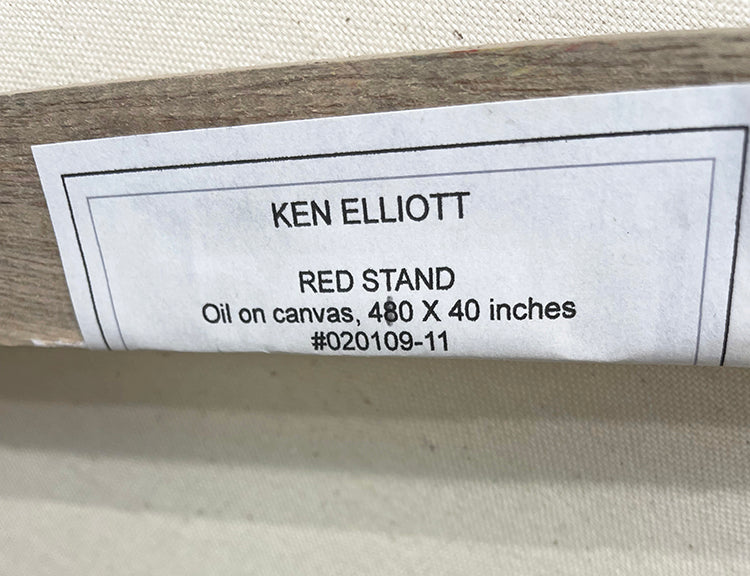 KEN ELLIOTT
RED STAND
Oil on canvas, 480 X 40 inches
#020109-11